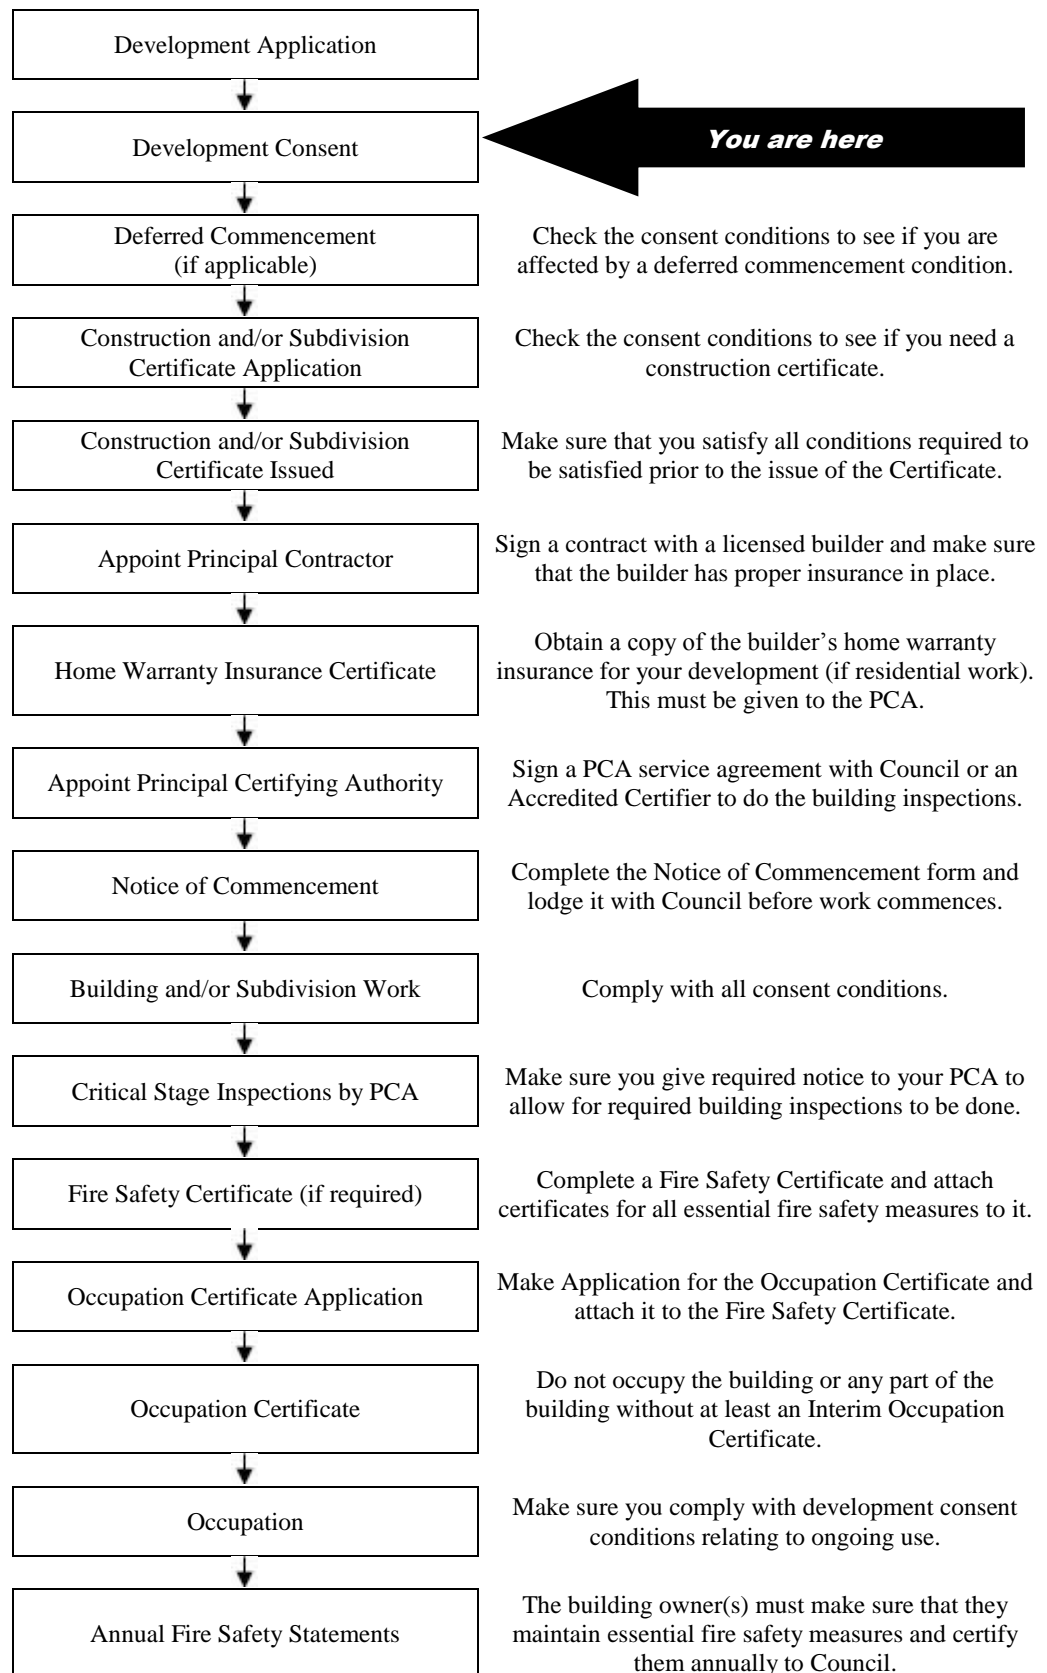 Development Application
Development Consent
You are here
Deferred Commencement
(if applicable)
Check the consent conditions to see if you are
affected by a deferred commencement condition.
Construction and/or Subdivision
Certificate Application
Check the consent conditions to see if you need a
construction certificate.
Construction and/or Subdivision
Certificate Issued
Make sure that you satisfy all conditions required to
be satisfied prior to the issue of the Certificate.
Appoint Principal Contractor
Sign a contract with a licensed builder and make sure
that the builder has proper insurance in place.
Home Warranty Insurance Certificate
Obtain a copy of the builder’s home warranty
insurance for your development (if residential work).
This must be given to the PCA.
Appoint Principal Certifying Authority
Sign a PCA service agreement with Council or an
Accredited Certifier to do the building inspections.
Notice of Commencement
Complete the Notice of Commencement form and
lodge it with Council before work commences.
Building and/or Subdivision Work
Comply with all consent conditions.
Critical Stage Inspections by PCA
Make sure you give required notice to your PCA to
allow for required building inspections to be done.
Fire Safety Certificate (if required)
Complete a Fire Safety Certificate and attach
certificates for all essential fire safety measures to it.
Occupation Certificate Application
Make Application for the Occupation Certificate and
attach it to the Fire Safety Certificate.
Occupation Certificate
Do not occupy the building or any part of the
building without at least an Interim Occupation
Certificate.
Occupation
Make sure you comply with development consent
conditions relating to ongoing use.
Annual Fire Safety Statements
The building owner(s) must make sure that they
maintain essential fire safety measures and certify
them annually to Council.